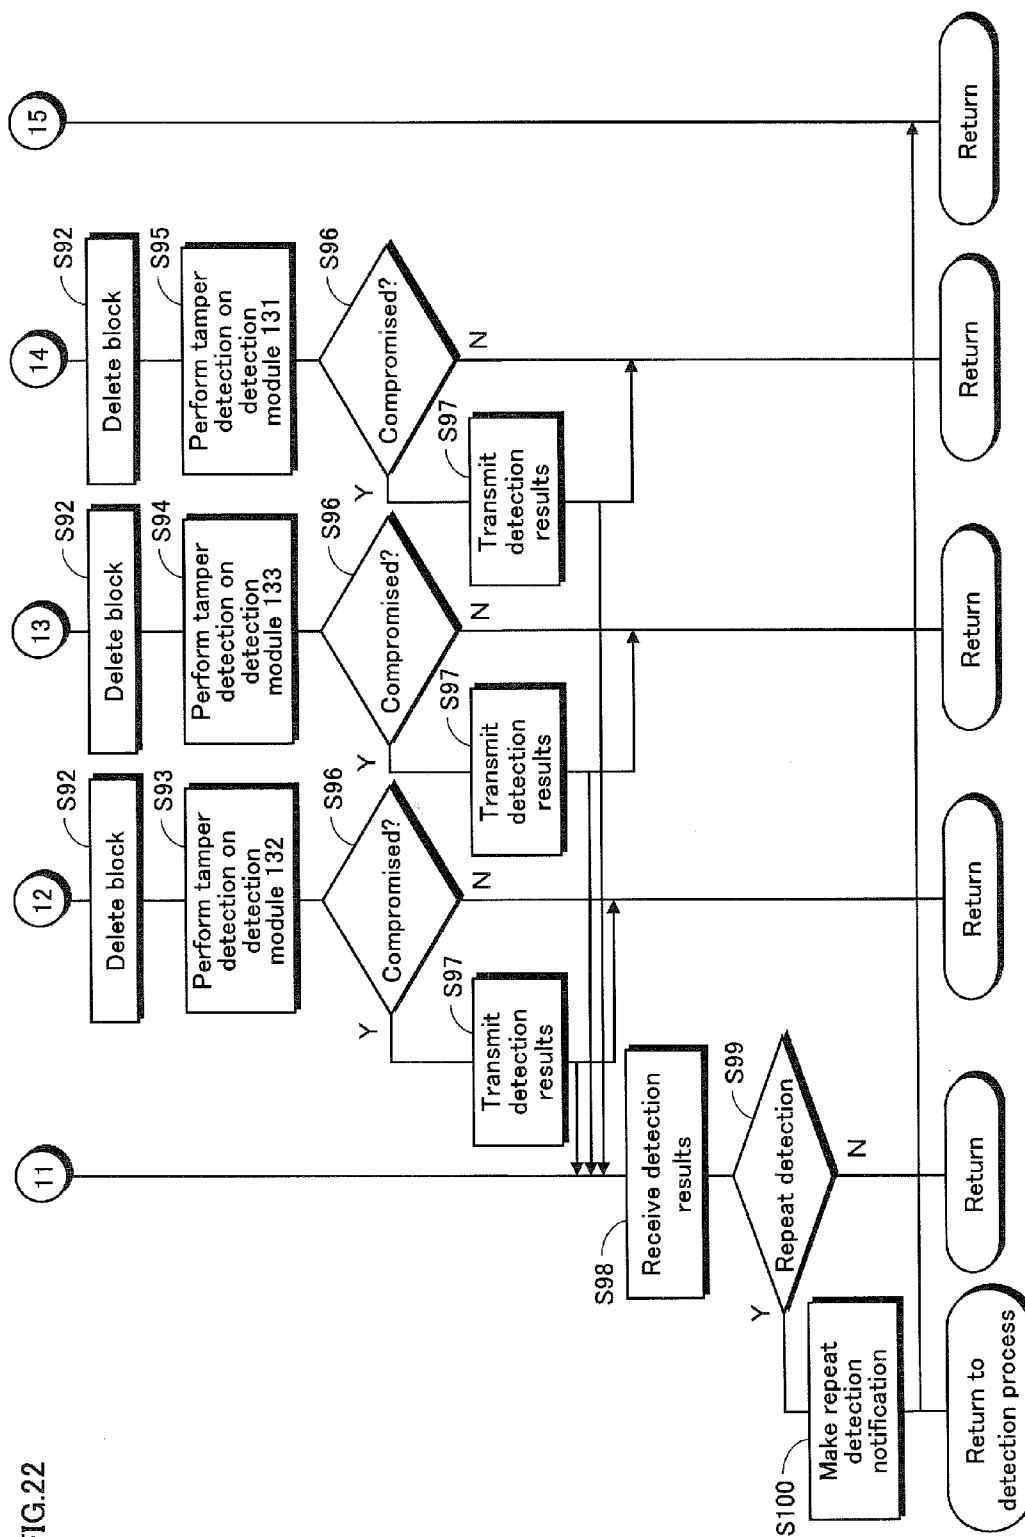 FIG.22
11
12
13
14
15
S92
Delete block
S92
Delete block
S92
Delete block
S93
Perform tamper
detection on
detection
module 132
S94
Perform tamper
detection on
detection
module 133
S95
Perform tamper
detection on
detection
module 131
S96
Compromised?
Y
N
S96
Compromised?
Y
N
S96
Compromised?
Y
N
S97
Transmit
detection
results
S97
Transmit
detection
results
S97
Transmit
detection
results
S98
Receive detection
results
S99
Repeat detection
Y
N
S100
Make repeat
detection
notification
Return to
detection process
Return
Return
Return
Return
Return